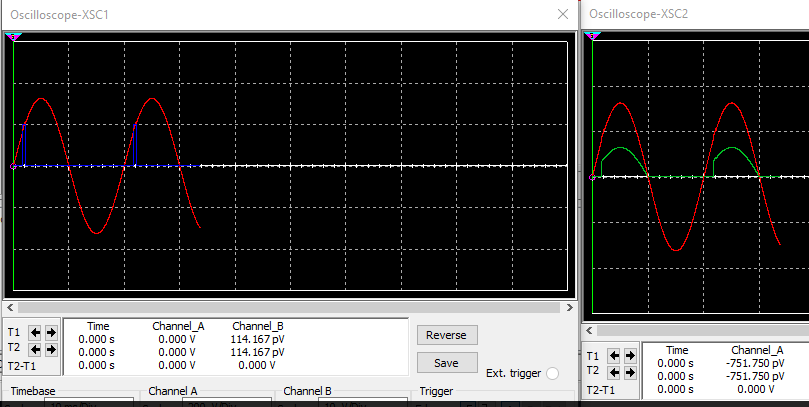 Oscilloscope-XSC1
Oscilloscope-XSC2
Time Channel_A Channel_B
T1 0.000 s 0.000 V 114.167 pV
T2 0.000 s 0.000 V 114.167 pV
T2-T1 0.000 s 0.000 V 0.000 V
Reverse
Save
Ext. trigger
Timebase
Channel A
Channel B
Trigger
Time Channel_A
T1 0.000 s -751.750 pV
T2 0.000 s -751.750 pV
T2-T1 0.000 s 0.000 V